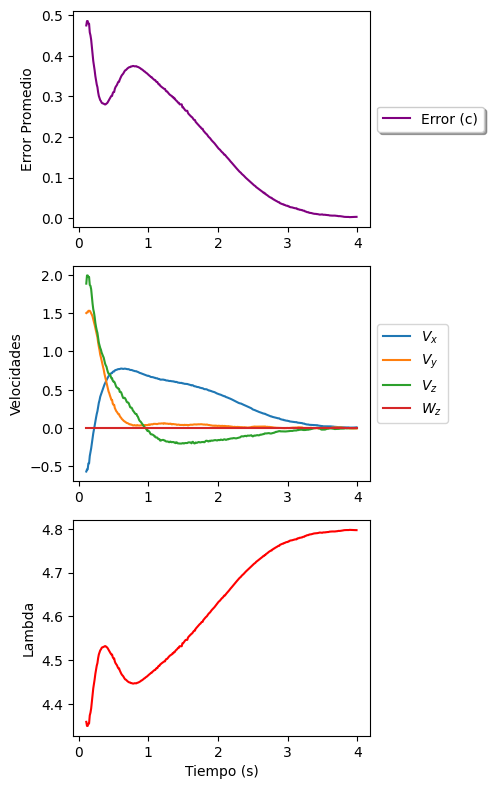 0.5
0.4
0.3
0.2
0.1
0.0
Error Promedio
0 1 2 3 4
Error (c)
2.0
1.5
1.0
0.5
0.0
−0.5
Velocidades
0 1 2 3 4
Vx
Vy
Vz
Wz
4.8
4.7
4.6
4.5
4.4
Lambda
0 1 2 3 4
Tiempo (s)